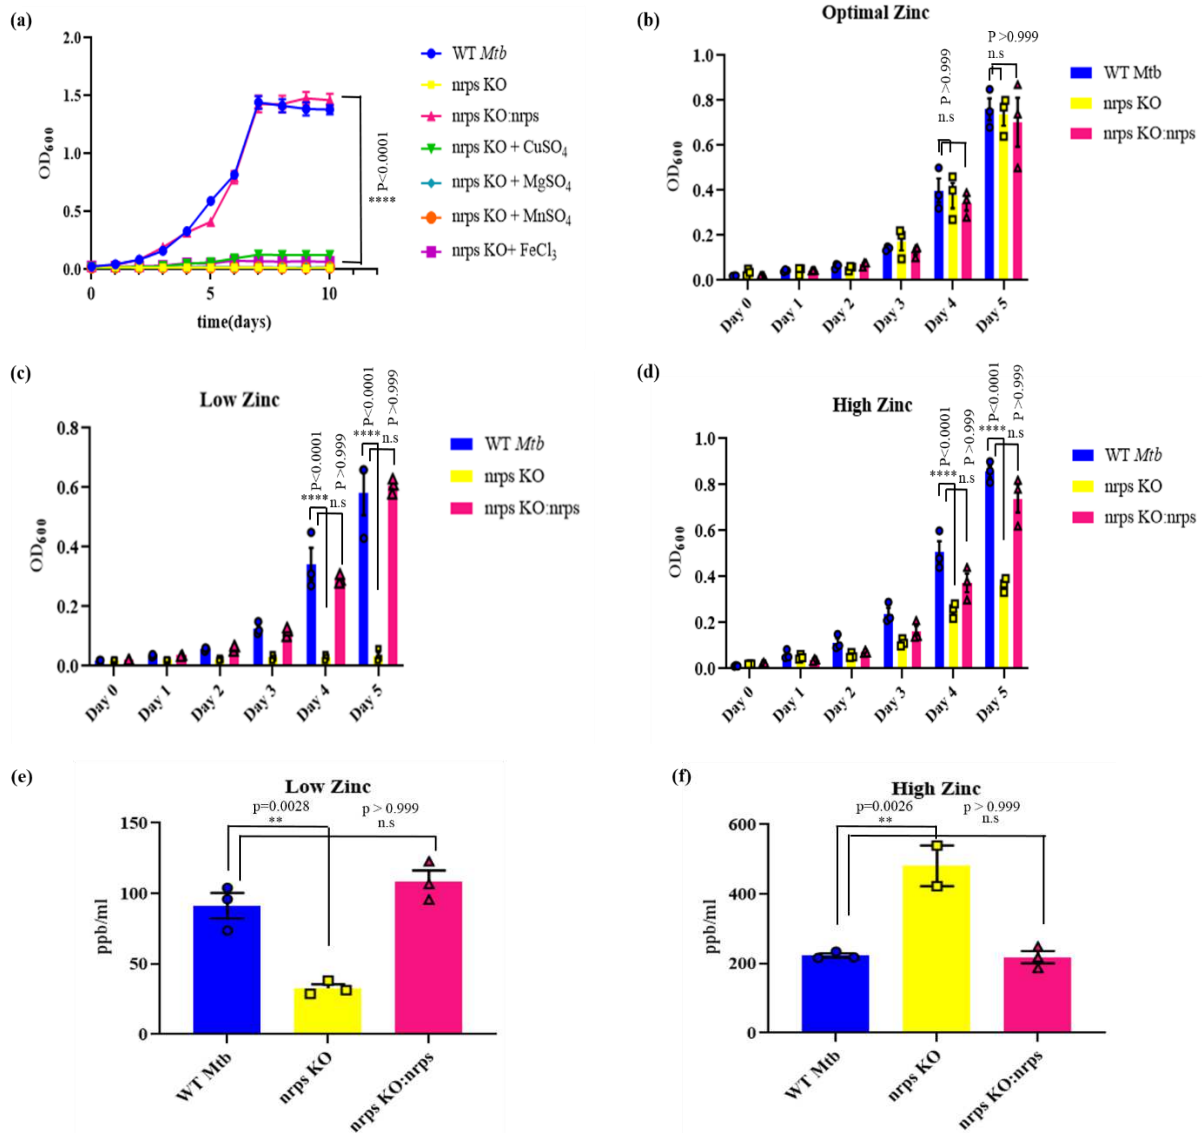 (a)
2.0
1.5
1.0
0.5
0.0
OD600
0
5
10
time(days)
P<0.0001
****
WT Mtb
nrps KO
nrps KO:nrps
nrps KO + CuSO4
nrps KO + MgSO4
nrps KO + MnSO4
nrps KO+ FeCl3
(b)
Optimal Zinc
1.0
0.8
0.6
0.4
0.2
0.0
OD600
P >0.999
n.s
P >0.999
n.s
Day 0
Day 1
Day 2
Day 3
Day 4
Day 5
WT Mtb
nrps KO
nrps KO:nrps
(c)
Low Zinc
0.8
0.6
0.4
0.2
0.0
OD600
P<0.0001
****
P >0.999
n.s
P<0.0001
****
P >0.999
n.s
Day 0
Day 1
Day 2
Day 3
Day 4
Day 5
WT Mtb
nrps KO
nrps KO:nrps
(d)
High Zinc
1.0
0.8
0.6
0.4
0.2
0.0
OD600
P<0.0001
****
P >0.999
n.s
P<0.0001
****
P >0.999
n.s
Day 0
Day 1
Day 2
Day 3
Day 4
Day 5
WT Mtb
nrps KO
nrps KO:nrps
(e)
Low Zinc
p=0.0028
**
p > 0.999
n.s
150
100
50
0
ppb/ml
WT Mtb
nrps KO
nrps KO:nrps
(f)
High Zinc
p=0.0026
**
p > 0.999
n.s
600
400
200
0
ppb/ml
WT Mtb
nrps KO
nrps KO:nrps